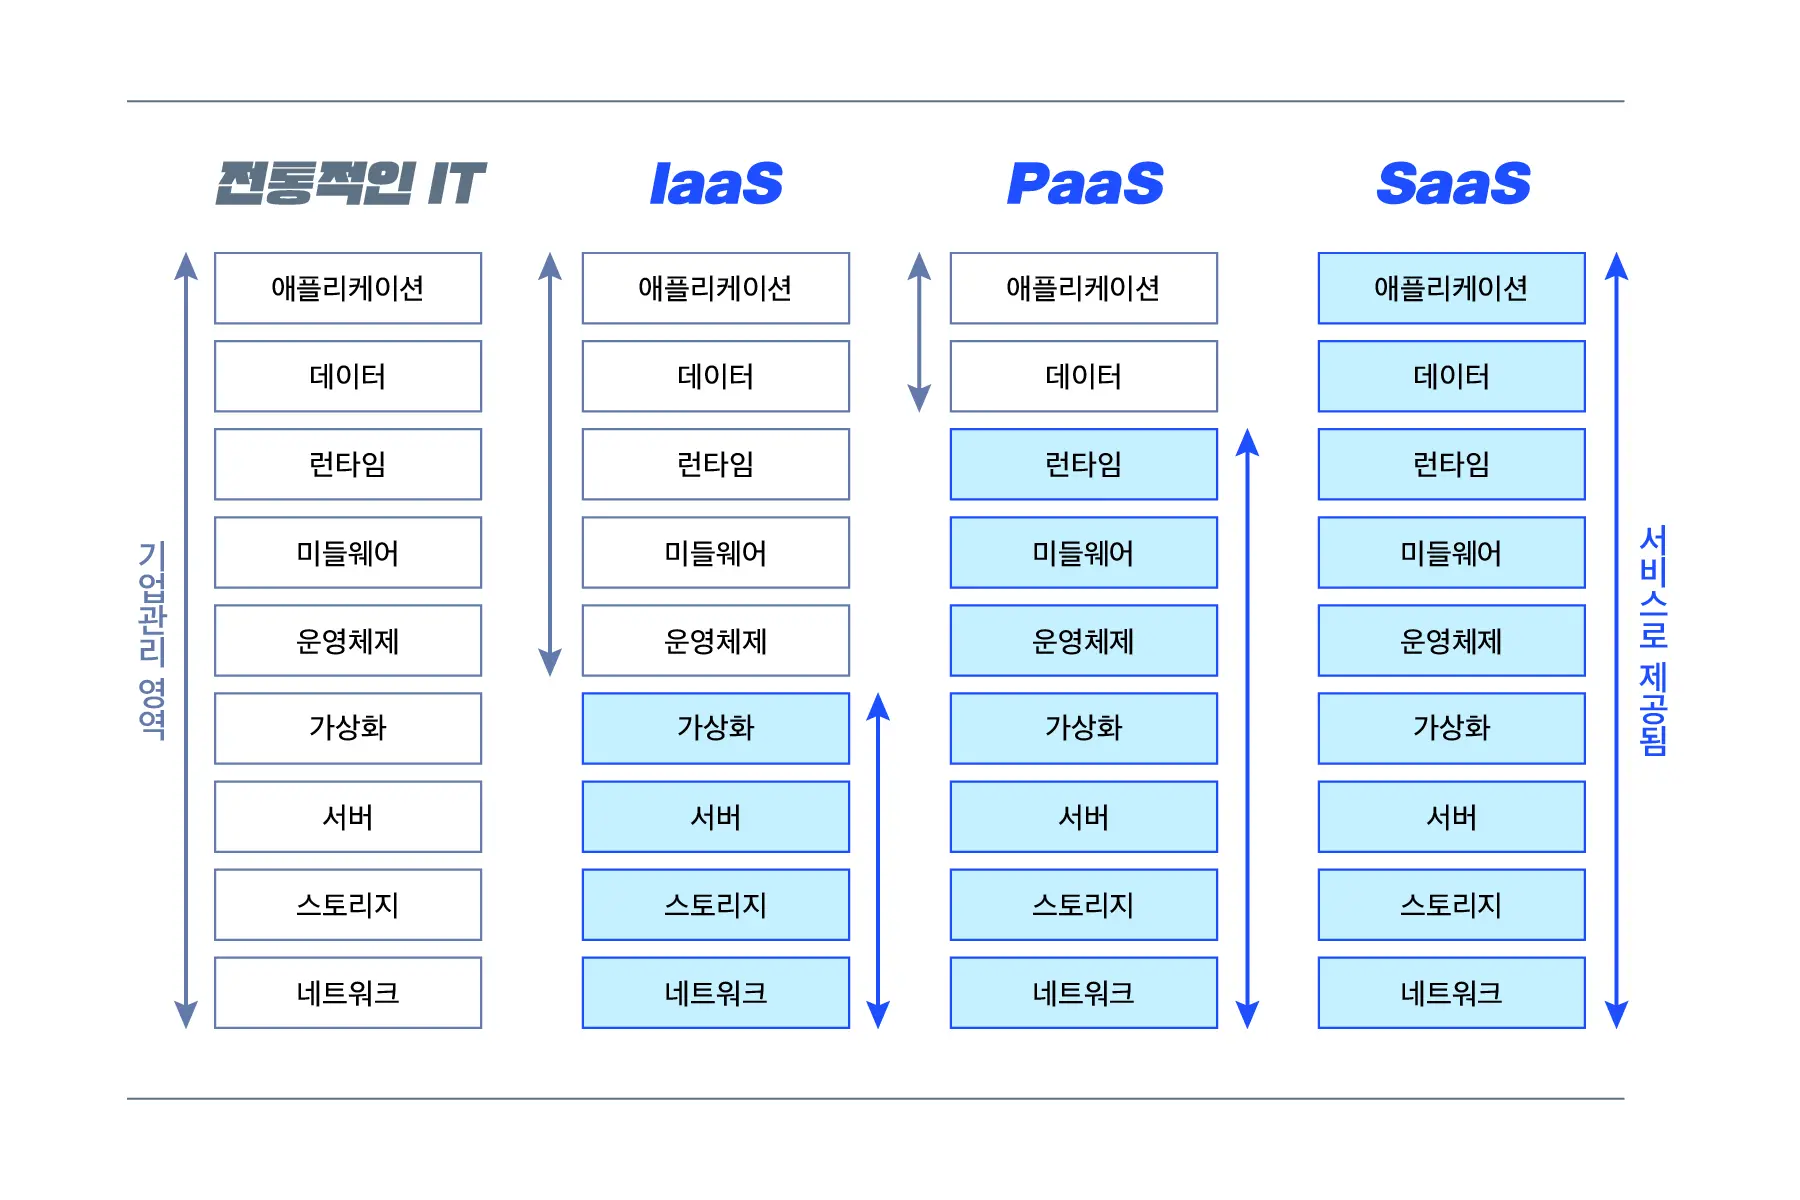 전통적인 IT
IaaS
PaaS
SaaS
기업관리 영역
애플리케이션
데이터
런타임
미들웨어
운영체제
가상화
서버
스토리지
네트워크
애플리케이션
데이터
런타임
미들웨어
운영체제
가상화
서버
스토리지
네트워크
애플리케이션
데이터
런타임
미들웨어
운영체제
가상화
서버
스토리지
네트워크
애플리케이션
데이터
런타임
미들웨어
운영체제
가상화
서버
스토리지
네트워크
서비스로 제공됨